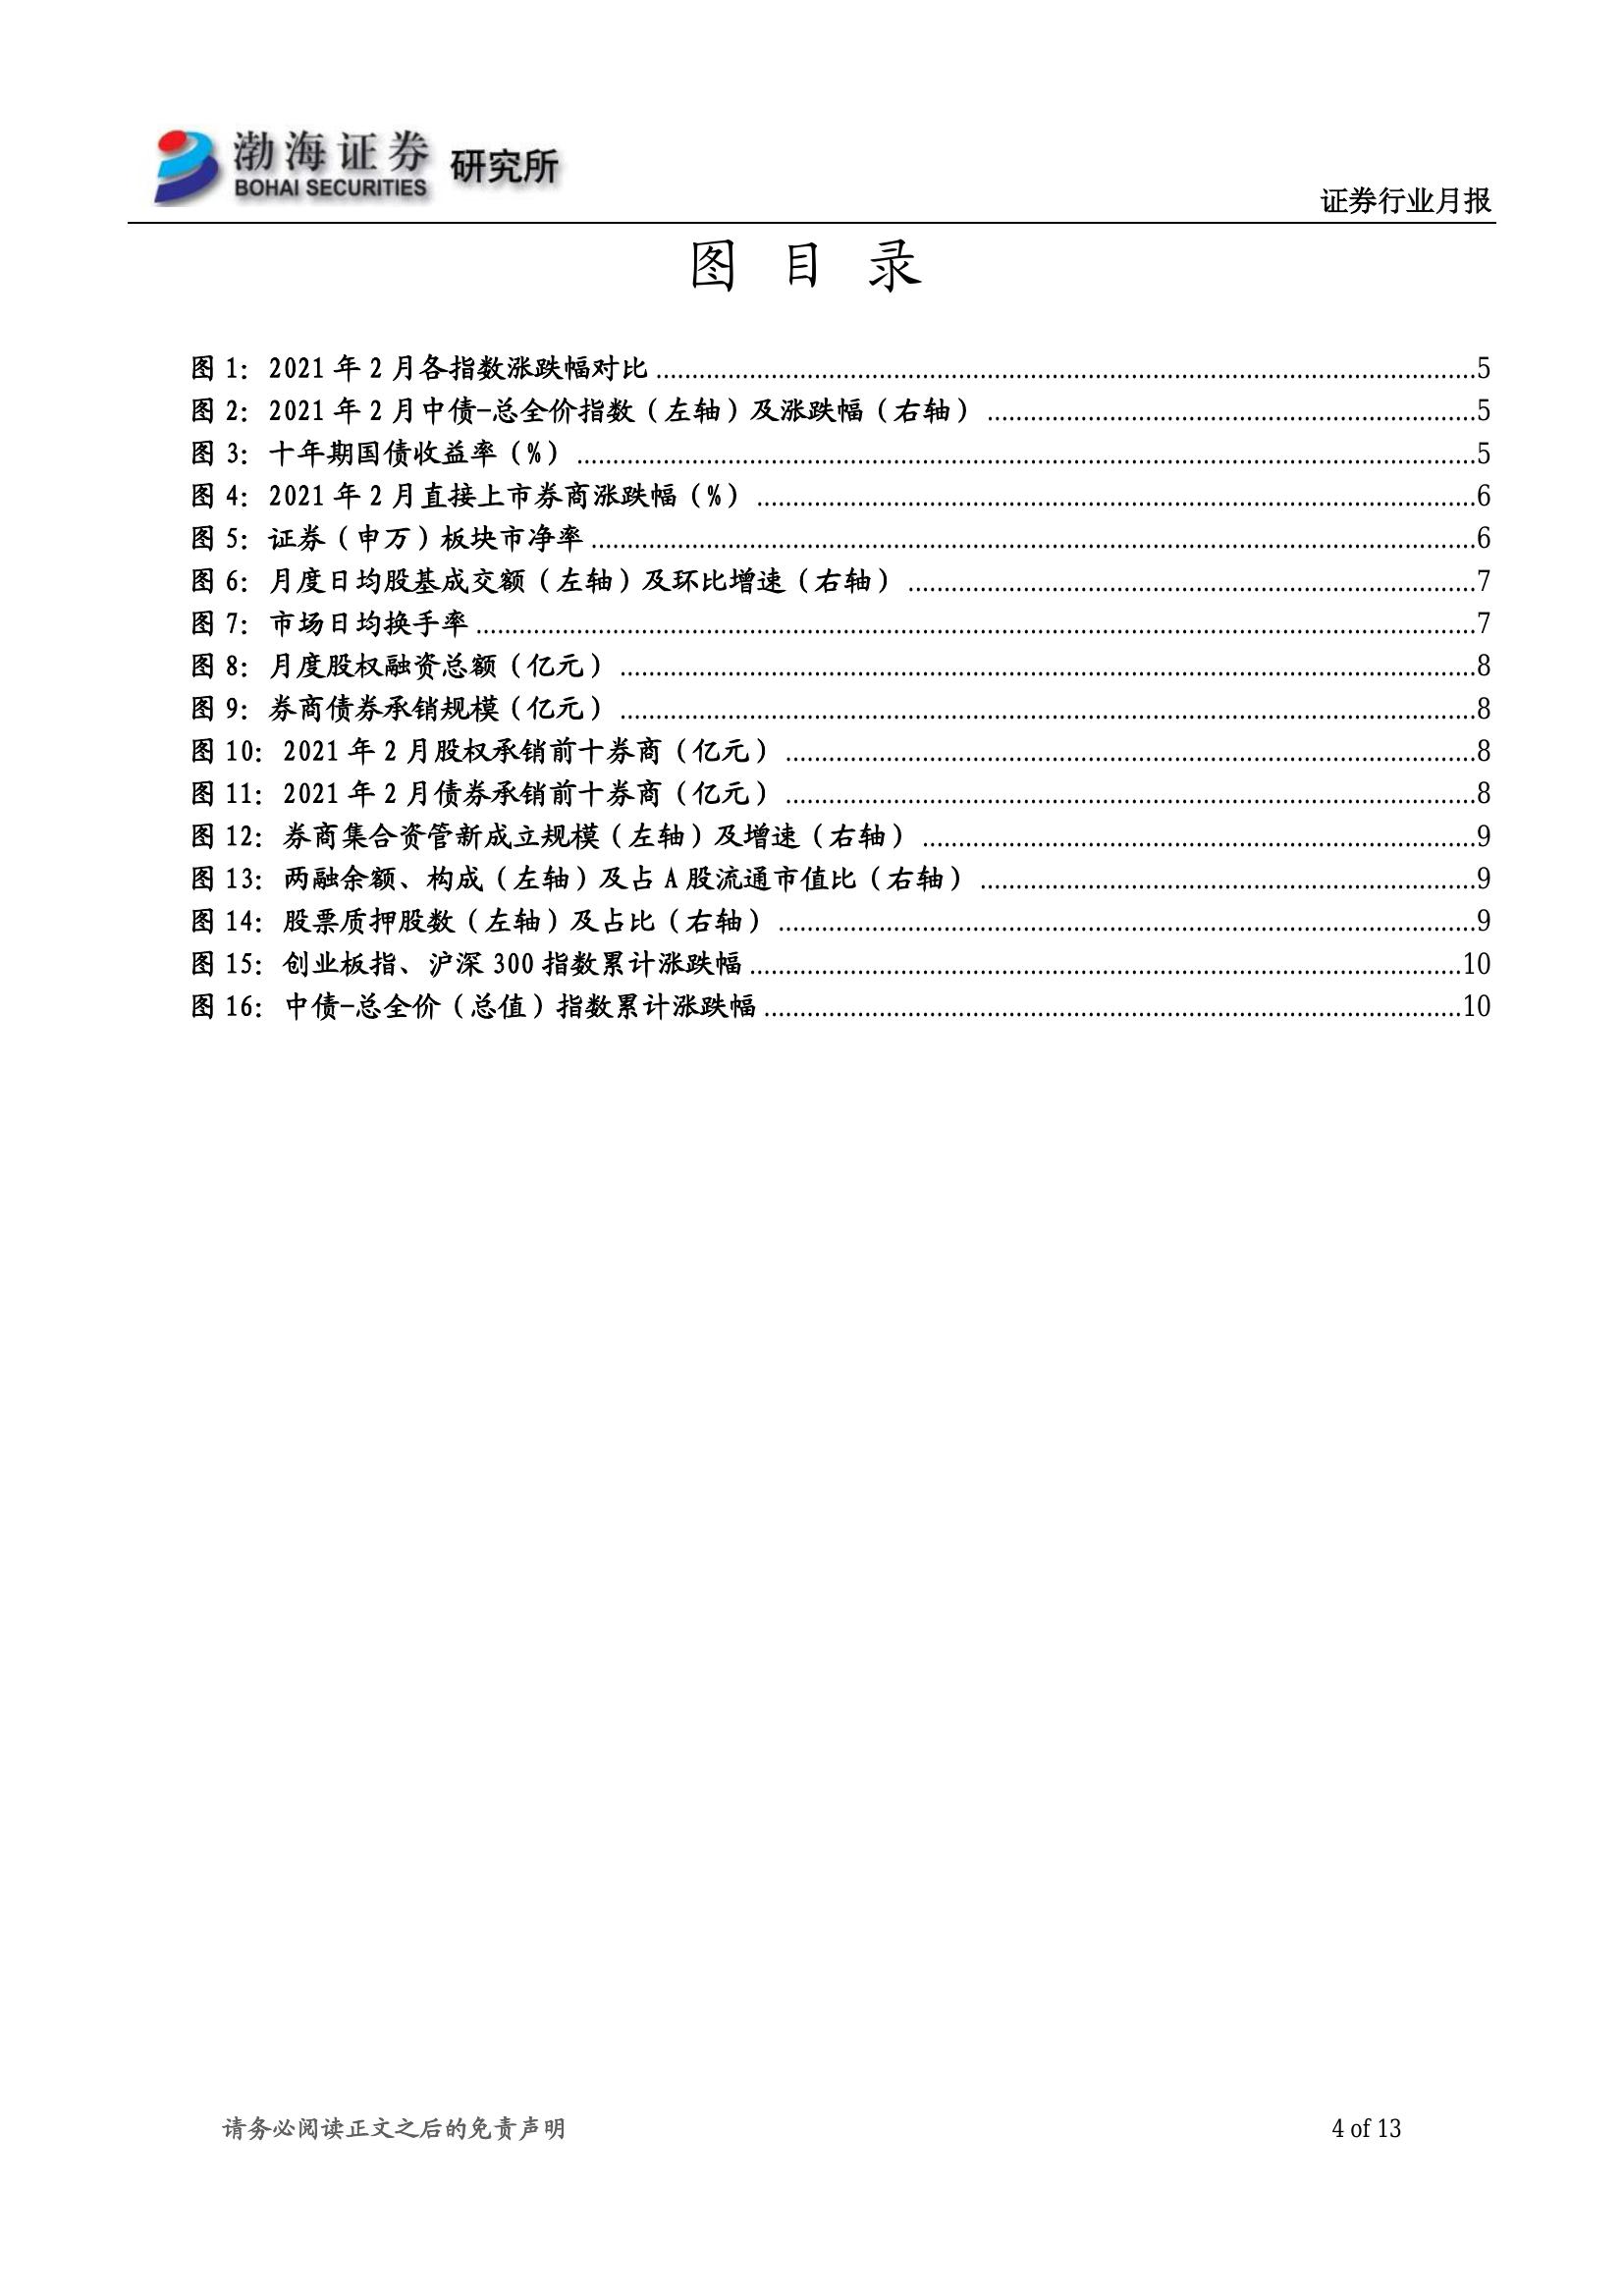 渤海证券 研究所
BOHAI SECURITIES
证券行业月报
图 目 录
图 1：2021 年 2 月各指数涨跌幅对比 ........ 5
图 2：2021 年 2 月中债-总全价指数（左轴）及涨跌幅（右轴） ........ 5
图 3：十年期国债收益率（%） ........ 5
图 4：2021 年 2 月直接上市券商涨跌幅（%） ........ 6
图 5：证券（申万）板块市净率 ........ 6
图 6：月度日均股基成交额（左轴）及环比增速（右轴） ........ 7
图 7：市场日均换手率 ........ 7
图 8：月度股权融资总额（亿元） ........ 8
图 9：券商债券承销规模（亿元） ........ 8
图 10：2021 年 2 月股权承销前十券商（亿元） ........ 8
图 11：2021 年 2 月债券承销前十券商（亿元） ........ 8
图 12：券商集合资管新成立规模（左轴）及增速（右轴） ........ 9
图 13：两融余额、构成（左轴）及占 A 股流通市值比（右轴） ........ 9
图 14：股票质押股数（左轴）及占比（右轴） ........ 9
图 15：创业板指、沪深 300 指数累计涨跌幅 ........ 10
图 16：中债-总全价（总值）指数累计涨跌幅 ........ 10
请务必阅读正文之后的免责声明 4 of 13